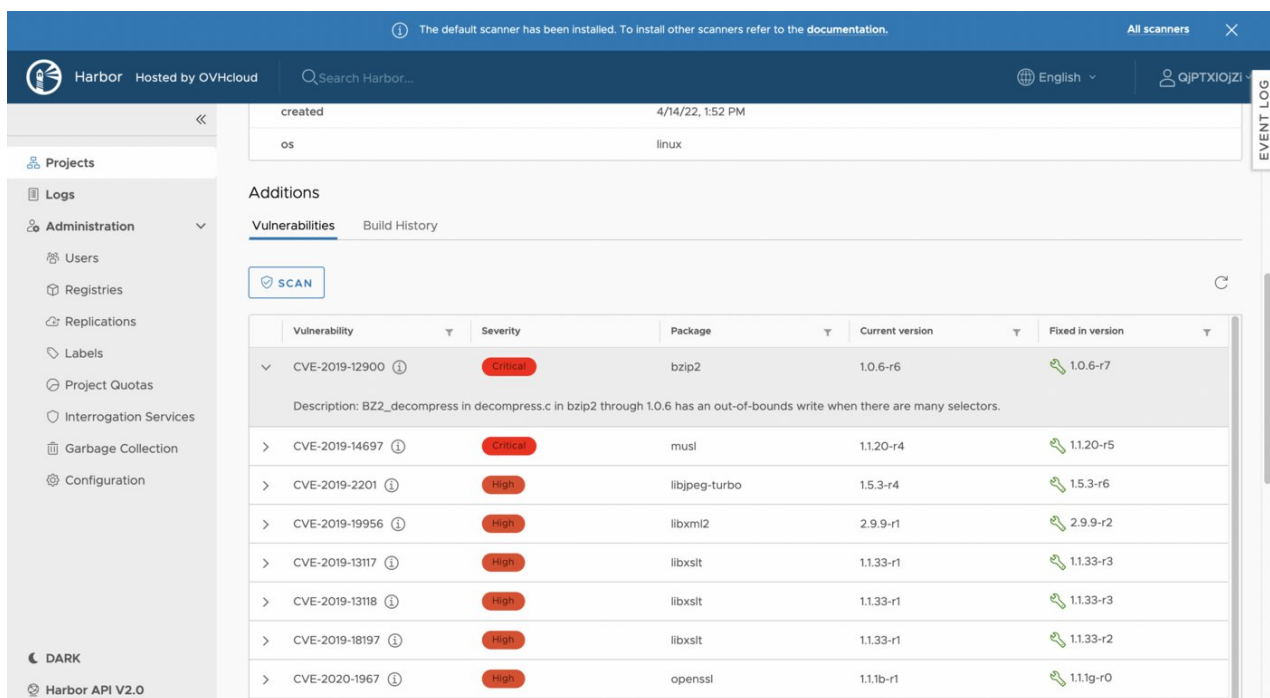 The default scanner has been installed. To install other scanners refer to the documentation. All scanners
Harbor Hosted by OVHcloud Search Harbor... English QjPTXIOjZi
EVENT LOG
created 4/14/22, 1:52 PM
os linux
Projects
Logs
Administration
Users
Registries
Replications
Labels
Project Quotas
Interrogation Services
Garbage Collection
Configuration
DARK
Harbor API V2.0
Additions
Vulnerabilities Build History
SCAN
Vulnerability Severity Package Current version Fixed in version
CVE-2019-12900 Critical bzip2 1.0.6-r6 1.0.6-r7
Description: BZ2_decompress in decompress.c in bzip2 through 1.0.6 has an out-of-bounds write when there are many selectors.
CVE-2019-14697 Critical musl 1.1.20-r4 1.1.20-r5
CVE-2019-2201 High libjpeg-turbo 1.5.3-r4 1.5.3-r6
CVE-2019-19956 High libxml2 2.9.9-r1 2.9.9-r2
CVE-2019-13117 High libxslt 1.1.33-r1 1.1.33-r3
CVE-2019-13118 High libxslt 1.1.33-r1 1.1.33-r3
CVE-2019-18197 High libxslt 1.1.33-r1 1.1.33-r2
CVE-2020-1967 High openssl 1.1.1b-r1 1.1.1g-r0